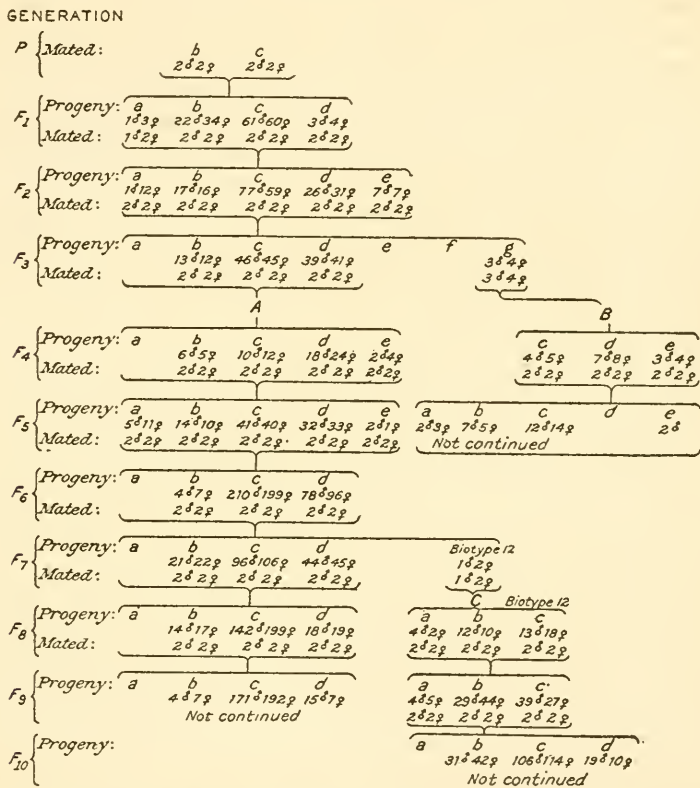 GENERATION
P Mated: b c
2♂2♀ 2♂2♀
F1 Progeny: a b c d
1♂3♀ 22♂34♀ 61♂60♀ 3♂4♀
Mated: 1♂2♀ 2♂2♀ 2♂2♀ 2♂2♀
F2 Progeny: a b c d e
1♂12♀ 17♂16♀ 77♂59♀ 26♂31♀ 7♂7♀
Mated: 2♂2♀ 2♂2♀ 2♂2♀ 2♂2♀ 2♂2♀
F3 Progeny: a b c d e f g
13♂12♀ 46♂45♀ 39♂41♀ 3♂4♀
Mated: 2♂2♀ 2♂2♀ 2♂2♀ 3♂4♀
A B
F4 Progeny: a b c d e c d e
6♂5♀ 10♂12♀ 18♂24♀ 2♂4♀ 4♂5♀ 7♂8♀ 3♂4♀
Mated: 2♂2♀ 2♂2♀ 2♂2♀ 2♂2♀ 2♂2♀ 2♂2♀ 2♂2♀
F5 Progeny: a b c d e a b c d e
5♂11♀ 14♂10♀ 41♂40♀ 32♂33♀ 2♂1♀ 2♂3♀ 7♂5♀ 12♂14♀ 2♂
Mated: 2♂2♀ 2♂2♀ 2♂2♀. 2♂2♀ 2♂2♀ Not continued
F6 Progeny: a b c d
4♂7♀ 210♂199♀ 78♂96♀
Mated: 2♂2♀ 2♂2♀ 2♂2♀
F7 Progeny: a b c d Biotype 12
21♂22♀ 96♂106♀ 44♂45♀ 1♂2♀
Mated: 2♂2♀ 2♂2♀ 2♂2♀ 1♂2♀
C Biotype 12
F8 Progeny: a b c d a b c
14♂17♀ 142♂199♀ 18♂19♀ 4♂2♀ 12♂10♀ 13♂18♀
Mated: 2♂2♀ 2♂2♀ 2♂2♀ 2♂2♀ 2♂2♀ 2♂2♀
F9 Progeny: a b c d a b c
4♂7♀ 171♂192♀ 15♂7♀ 4♂5♀ 29♂44♀ 39♂27♀
Not continued 2♂2♀ 2♂2♀ 2♂2♀
F10 Progeny: a b c d
31♂42♀ 106♂114♀ 19♂10♀
Not continued